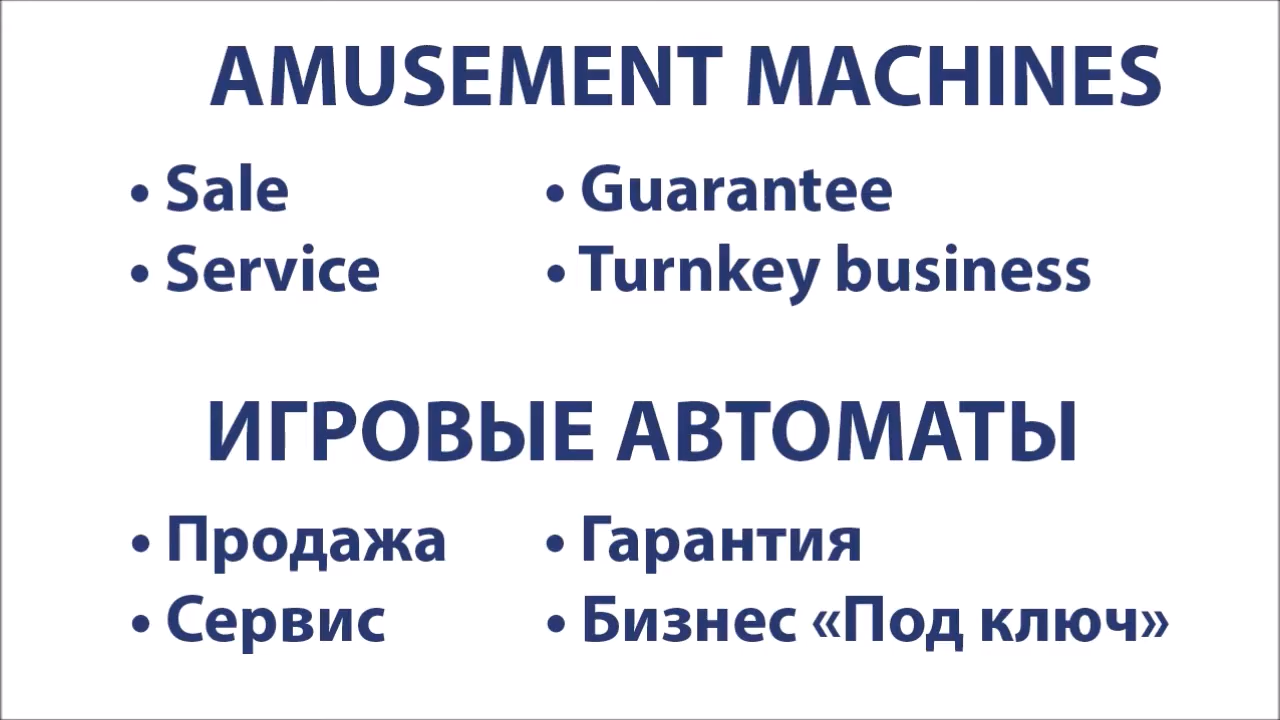 AMUSEMENT MACHINES
• Sale
• Service
• Guarantee
• Turnkey business
ИГРОВЫЕ АВТОМАТЫ
• Продажа
• Сервис
• Гарантия
• Бизнес «Под ключ»